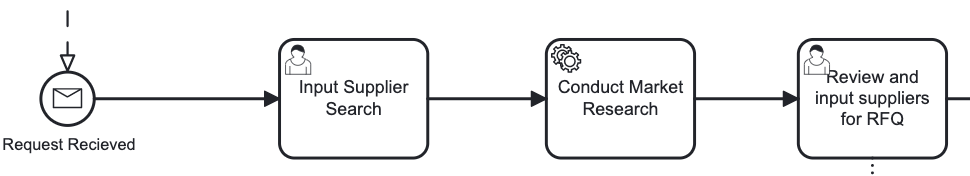 Request Recieved
Input Supplier
Search
Conduct Market
Research
Review and
input suppliers
for RFQ